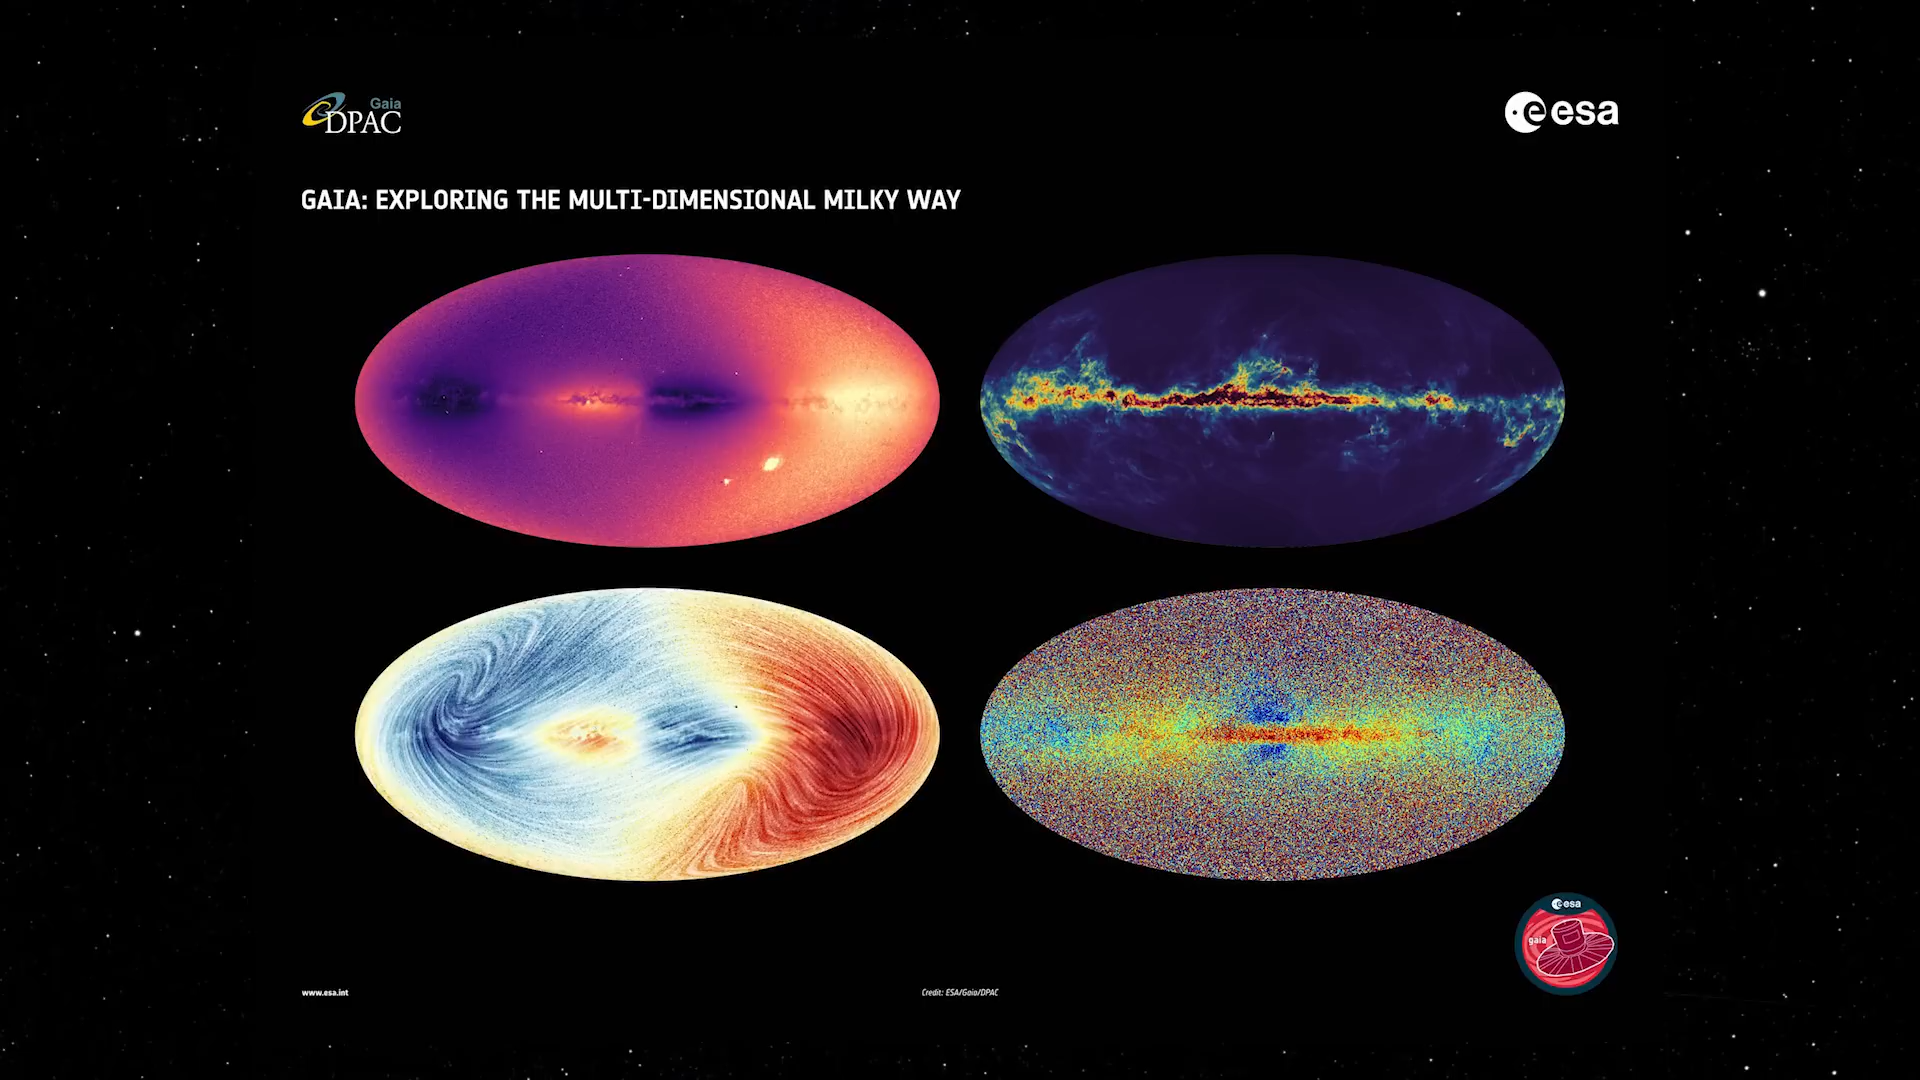 Gaia
DPAC
esa
GAIA: EXPLORING THE MULTI-DIMENSIONAL MILKY WAY
esa
gaia
www.esa.int
Credit: ESA/Gaia/DPAC